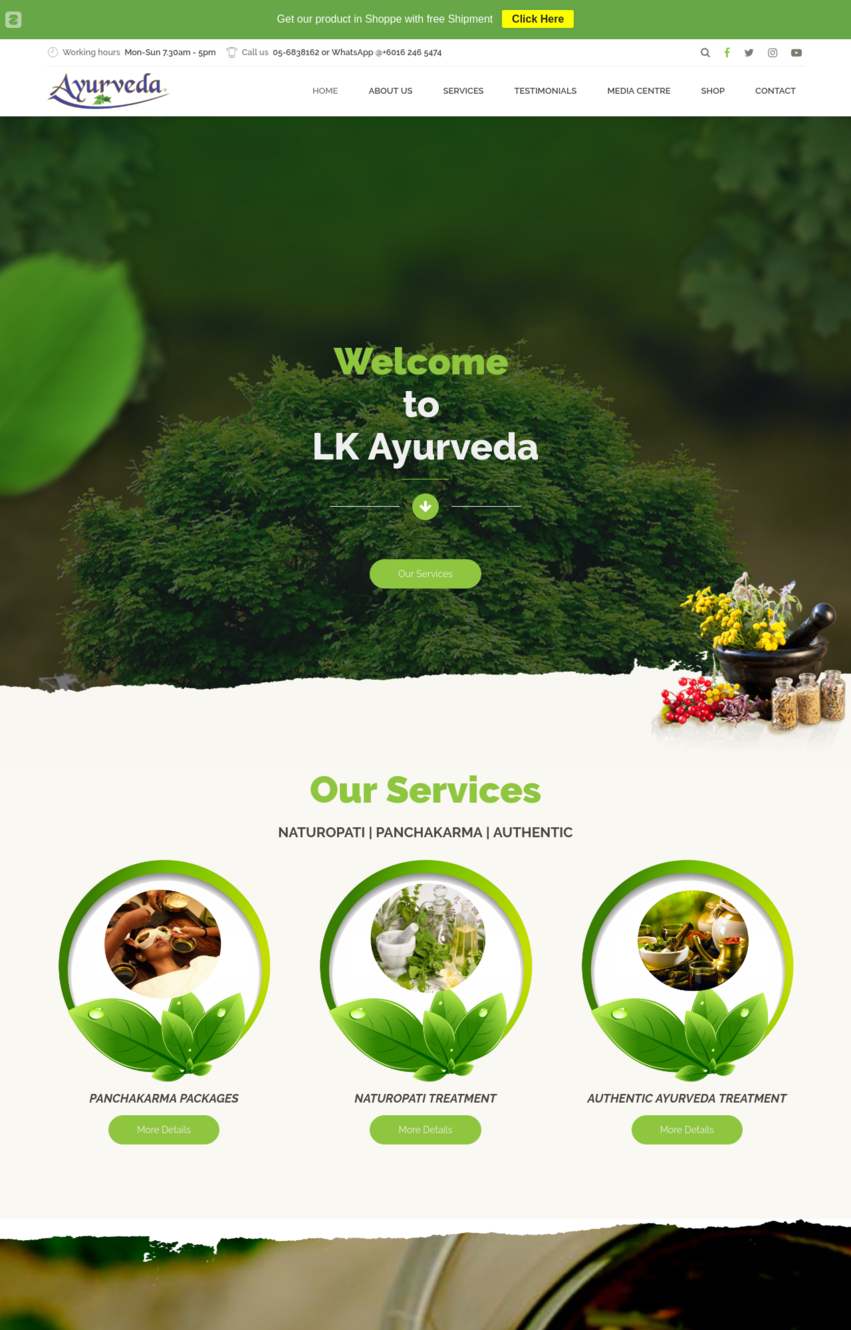 Get our product in Shoppe with free Shipment Click Here
Working hours Mon-Sun 7.30am - 5pm Call us 05-6838162 or WhatsApp @+6016 246 5474
Ayurveda
HOME ABOUT US SERVICES TESTIMONIALS MEDIA CENTRE SHOP CONTACT
Welcome
to
LK Ayurveda
Our Services
Our Services
NATUROPATI | PANCHAKARMA | AUTHENTIC
PANCHAKARMA PACKAGES NATUROPATI TREATMENT AUTHENTIC AYURVEDA TREATMENT
More Details More Details More Details